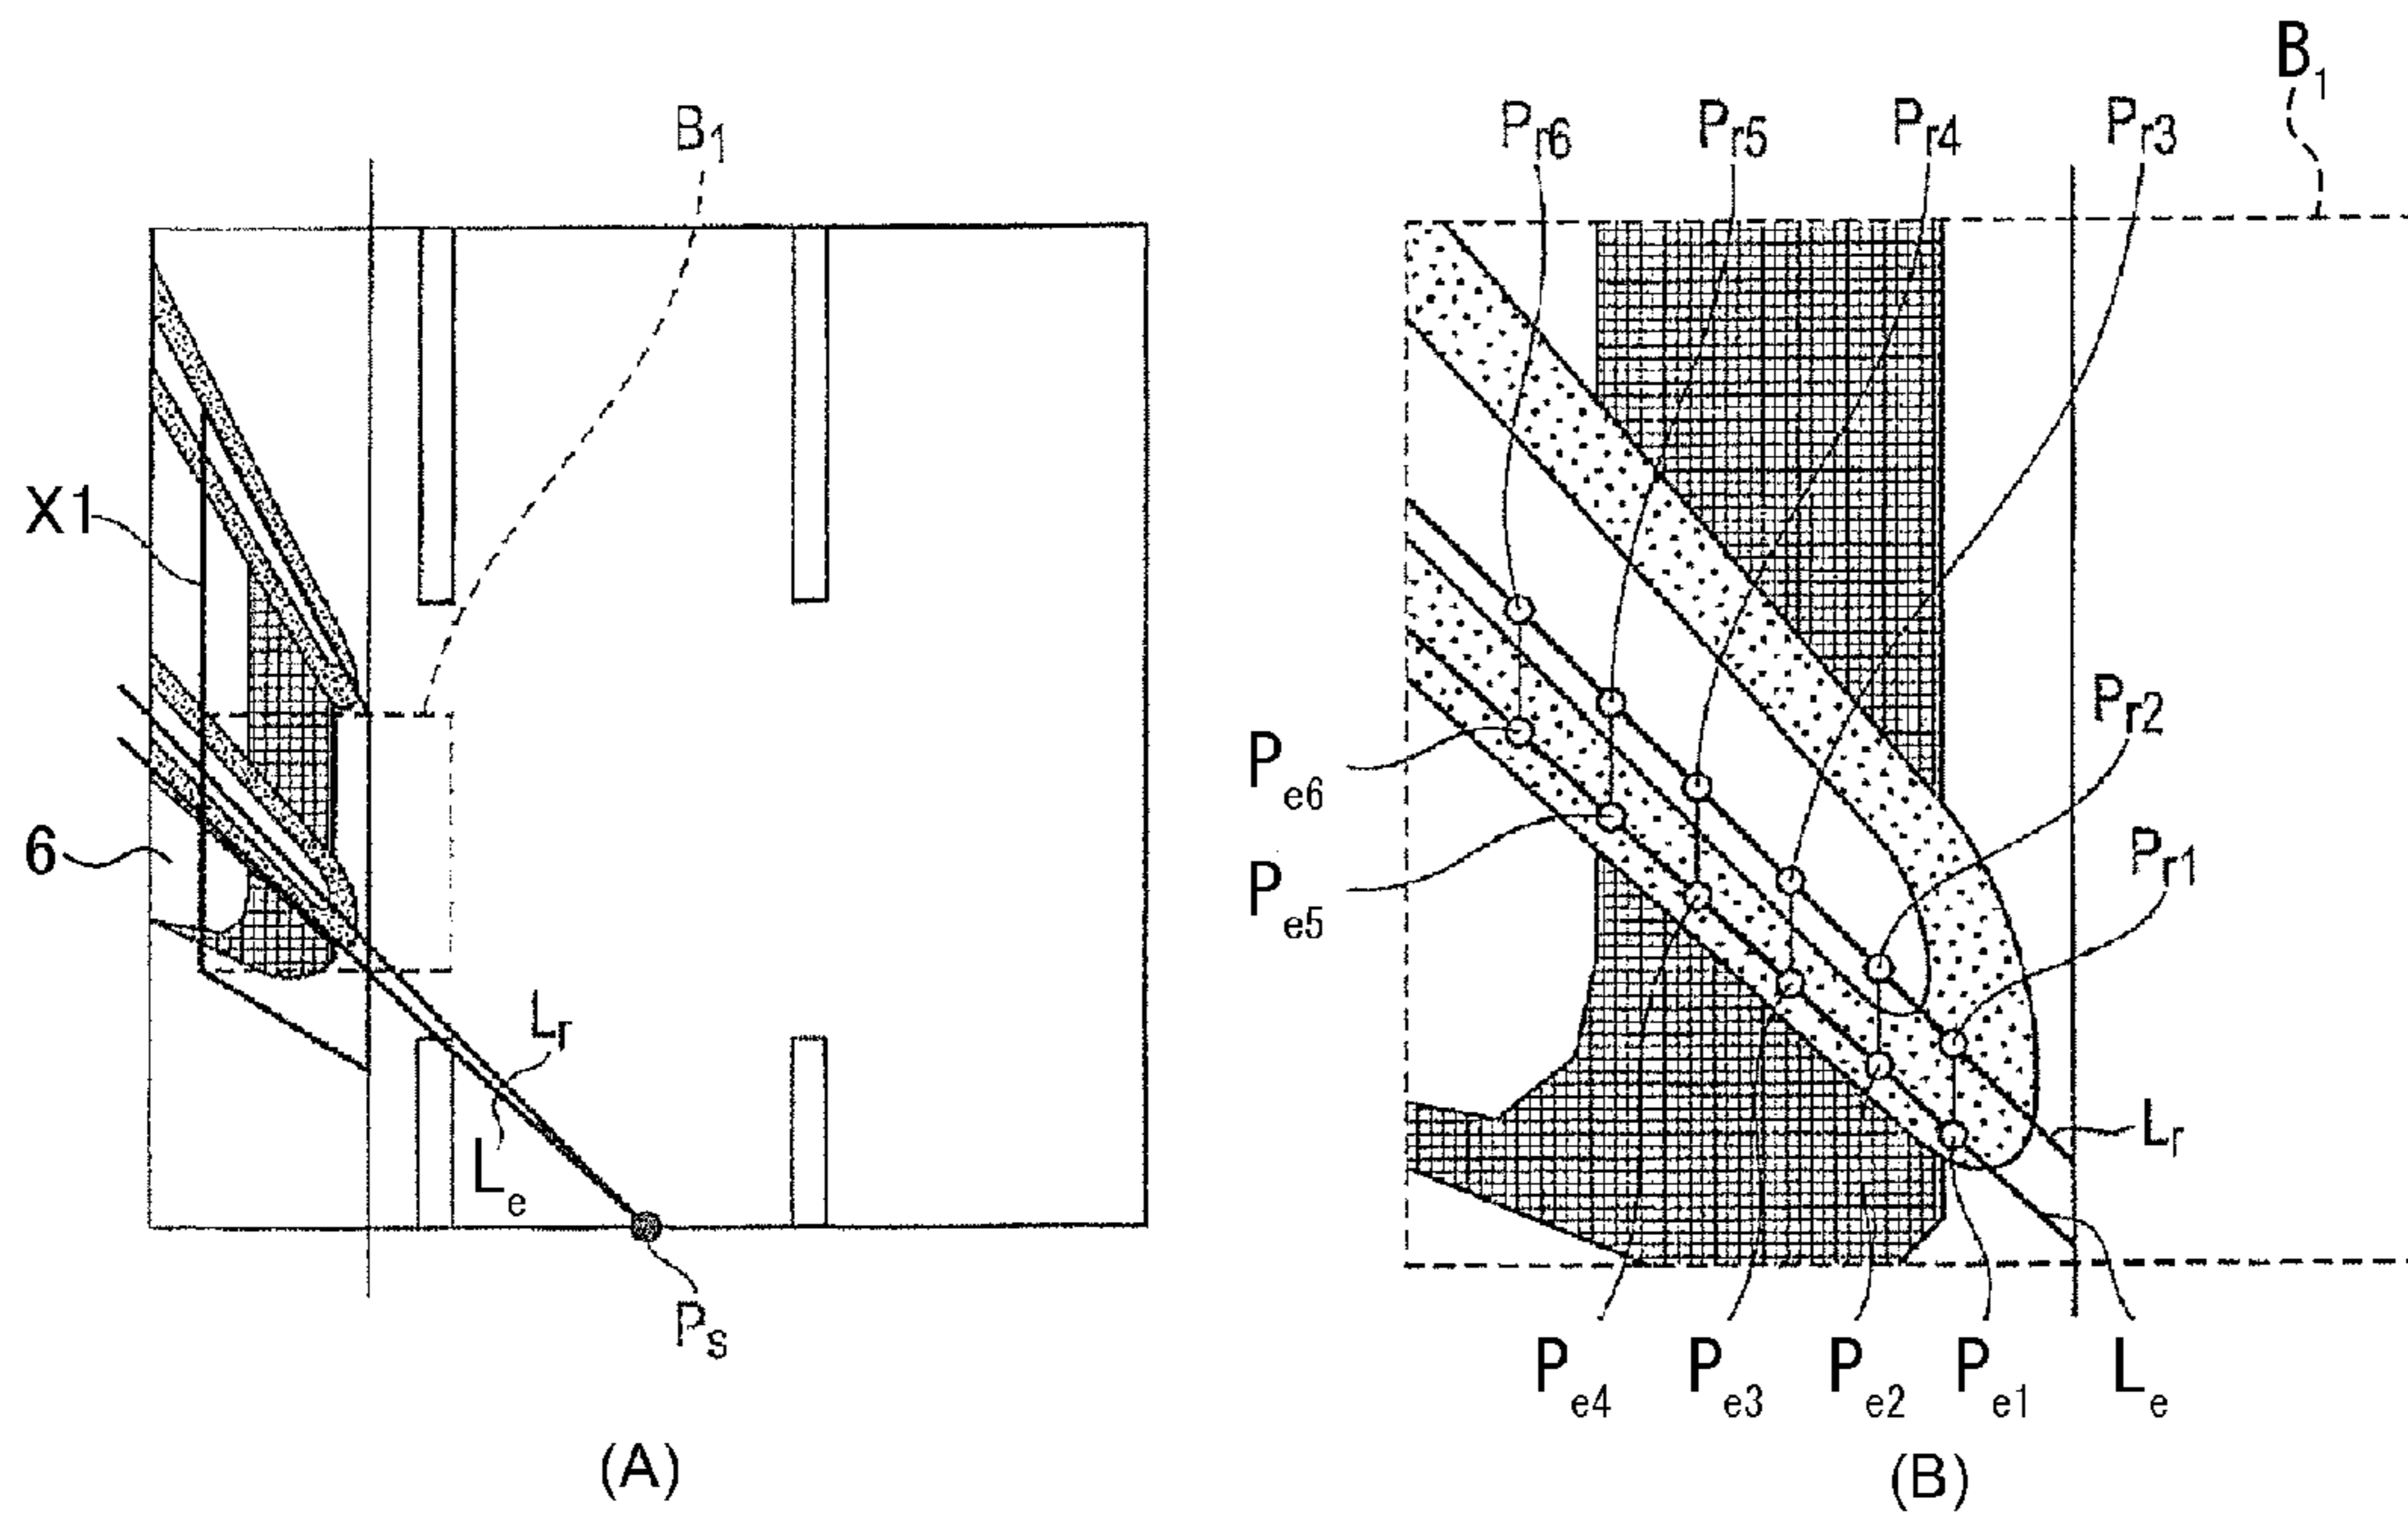 B1
X1
6
Lr
Le
Ps
(A)
B1
Pr6 Pr5 Pr4 Pr3
Pr2
Pe6
Pr1
Pe5
Lr
Pe4 Pe3 Pe2 Pe1 Le
(B)